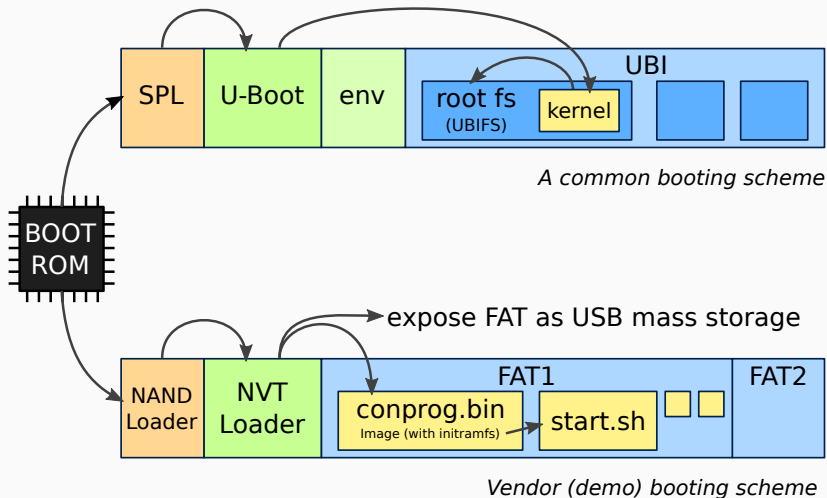 SPL
U-Boot
env
UBI
root fs
(UBIFS)
kernel
A common booting scheme
BOOT
ROM
expose FAT as USB mass storage
NAND
Loader
NVT
Loader
FAT1
conprog.bin
Image (with initramfs)
start.sh
FAT2
Vendor (demo) booting scheme